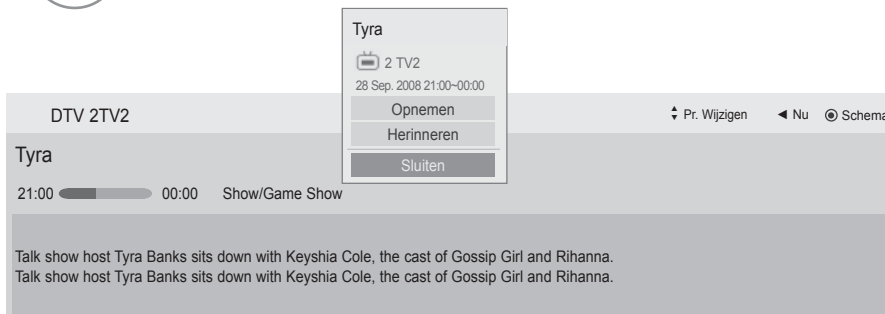 Tyra
2 TV2
28 Sep. 2008 21:00~00:00
Opnemen
Herinneren
Sluiten
DTV 2TV2
Pr. Wijzigen
Nu
Schema
Tyra
21:00 00:00 Show/Game Show
Talk show host Tyra Banks sits down with Keyshia Cole, the cast of Gossip Girl and Rihanna.
Talk show host Tyra Banks sits down with Keyshia Cole, the cast of Gossip Girl and Rihanna.